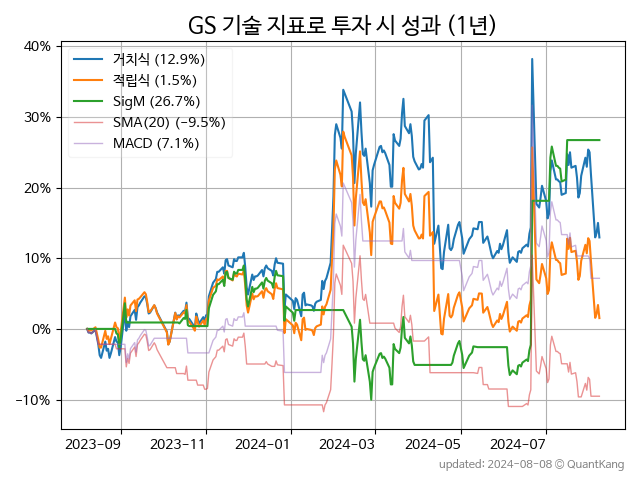 GS 기술 지표로 투자 시 성과 (1년)
거치식 (12.9%)
적립식 (1.5%)
SigM (26.7%)
SMA(20) (−9.5%)
MACD (7.1%)
40%
30%
20%
10%
0%
−10%
2023-09 2023-11 2024-01 2024-03 2024-05 2024-07
updated: 2024-08-08 © QuantKang